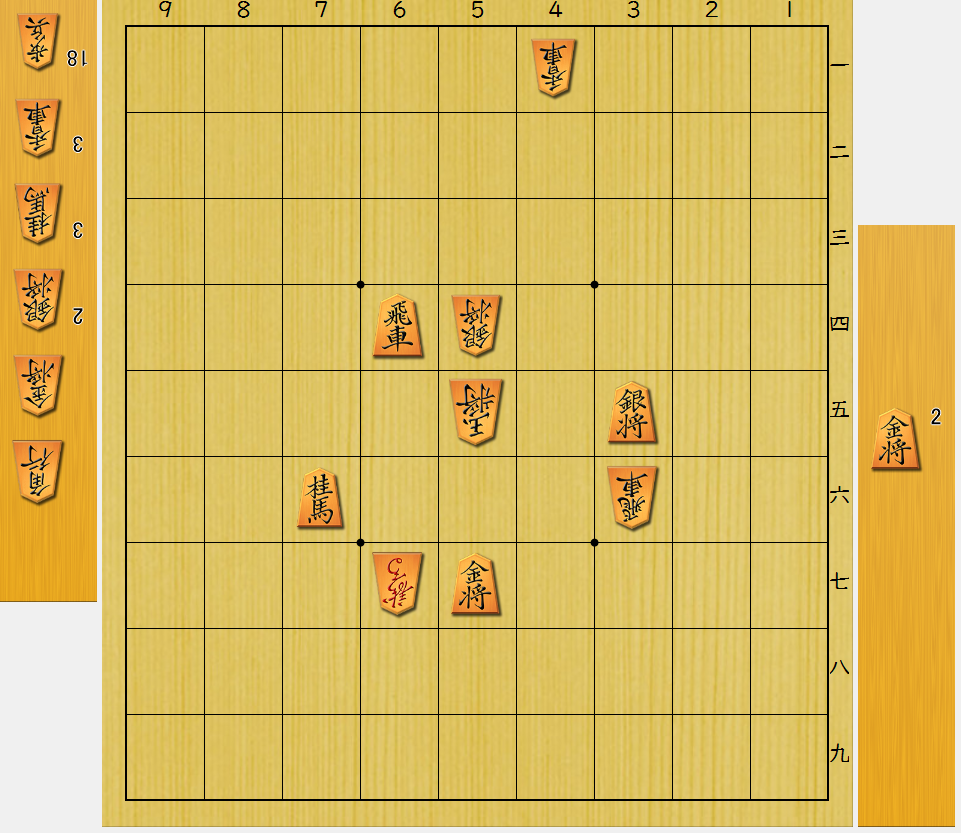 9 8 7 6 5 4 3 2 1
歩兵 18
香車 3
桂馬 3
銀将 2
金将
角行
香車
一
二
三
飛車 銀将
四
玉将 銀将
五
桂馬 飛車
六
金将
七
八
九
金将 2